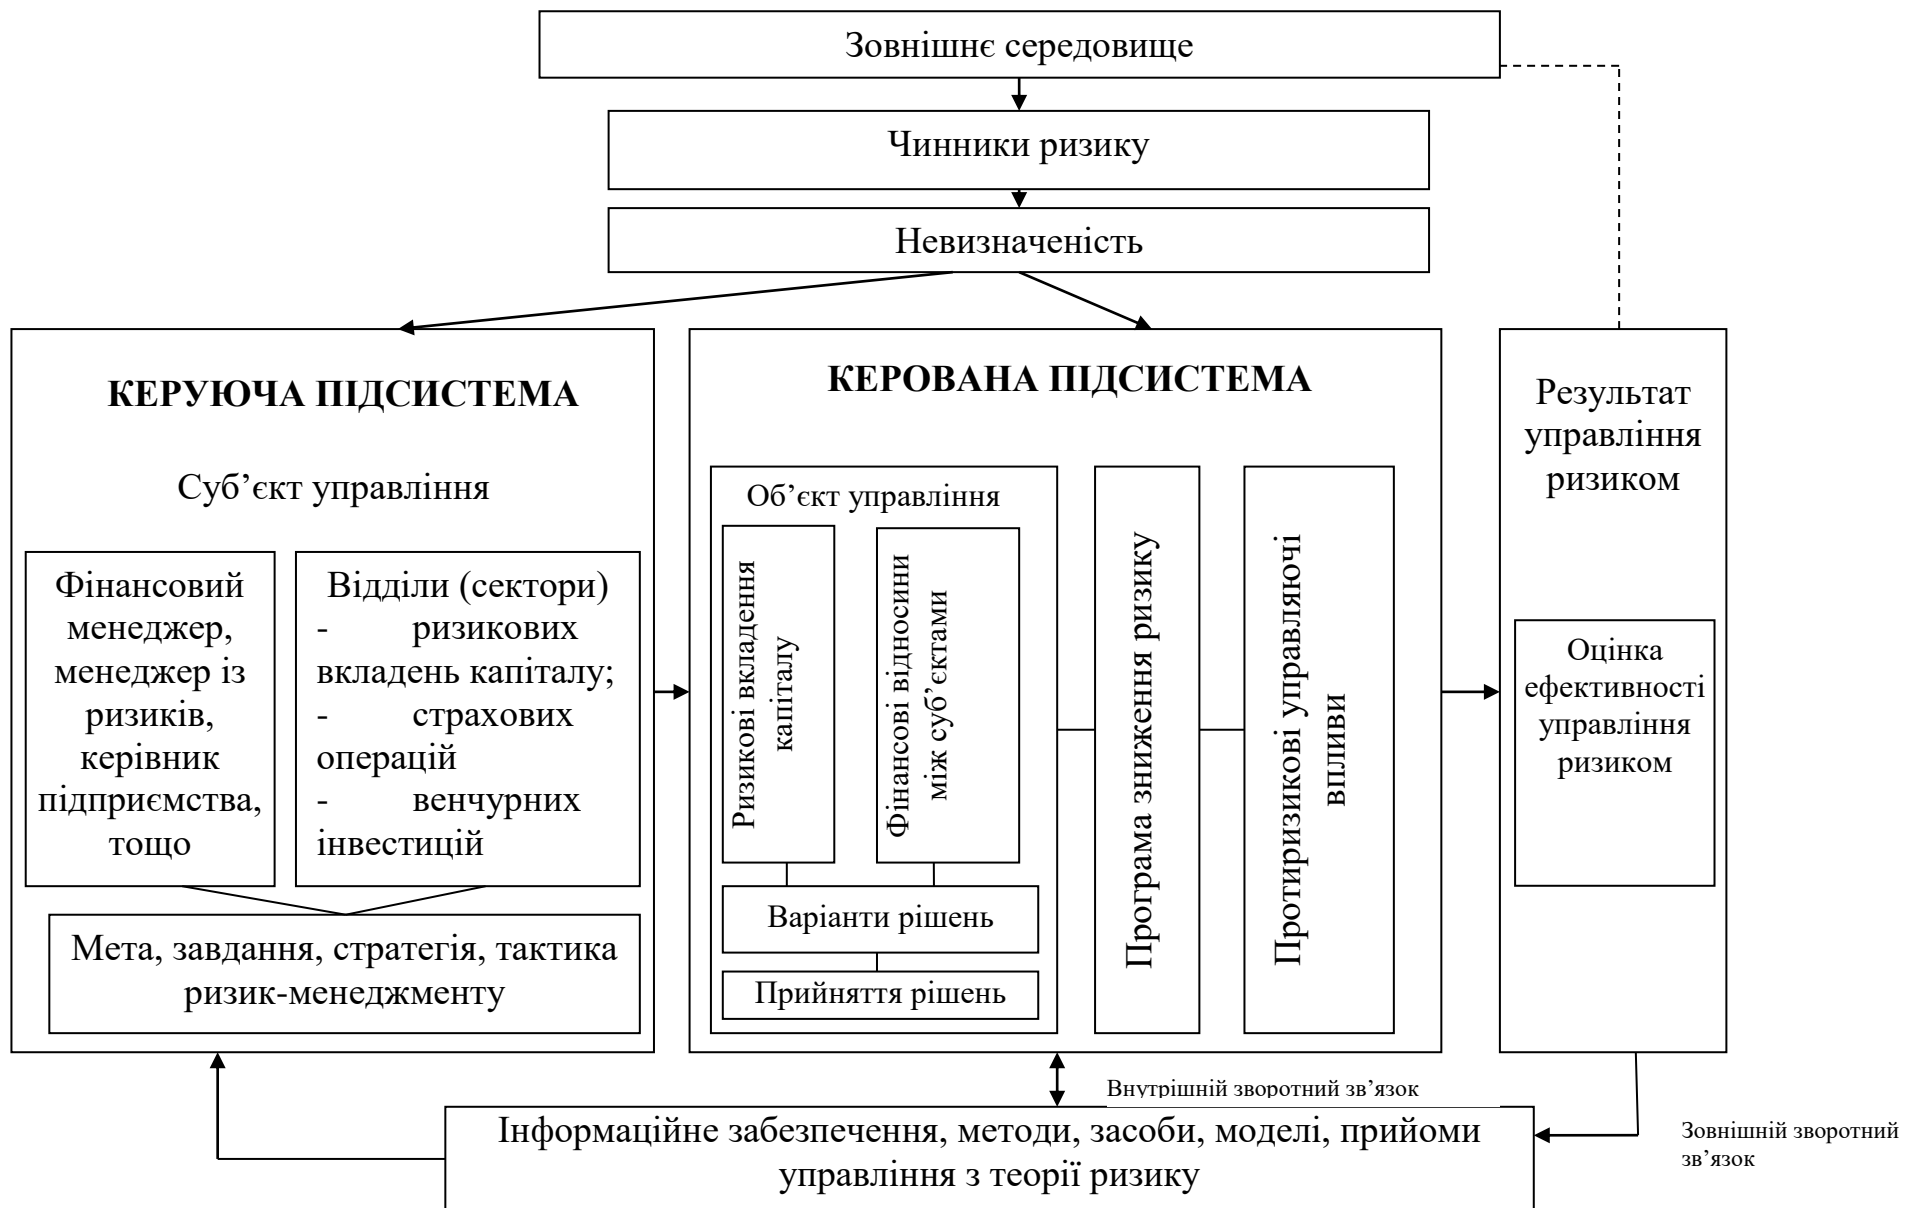 Зовнішнє середовище
Чинники ризику
Невизначеність
КЕРУЮЧА ПІДСИСТЕМА
Суб’єкт управління
Фінансовий
менеджер,
менеджер із
ризиків,
керівник
підприємства,
тощо
Відділи (сектори)
- ризикових
вкладень капіталу;
- страхових
операцій
- венчурних
інвестицій
Мета, завдання, стратегія, тактика
ризик-менеджменту
КЕРОВАНА ПІДСИСТЕМА
Об’єкт управління
Ризикові вкладення
капіталу
Фінансові відносини
між суб’єктами
Варіанти рішень
Прийняття рішень
Програма зниження ризику
Протиризикові управляючі
впливи
Результат
управління
ризиком
Оцінка
ефективності
управління
ризиком
Внутрішній зворотний зв’язок
Інформаційне забезпечення, методи, засоби, моделі, прийоми
управління з теорії ризику
Зовнішній зворотний
зв’язок